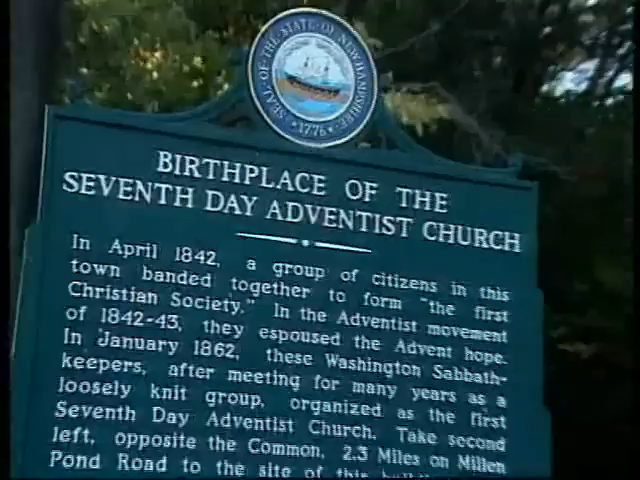 SEAL OF THE STATE OF NEW HAMPSHIRE
• 1776 •
BIRTHPLACE OF THE
SEVENTH DAY ADVENTIST CHURCH
In April 1842, a group of citizens in this
town banded together to form "the first
Christian Society." In the Adventist movement
of 1842-43, they espoused the Advent hope.
In January 1862, these Washington Sabbath-
keepers, after meeting for many years as a
loosely knit group, organized as the first
Seventh Day Adventist Church. Take second
left, opposite the Common, 2.3 Miles on Millen
Pond Road to the site of this